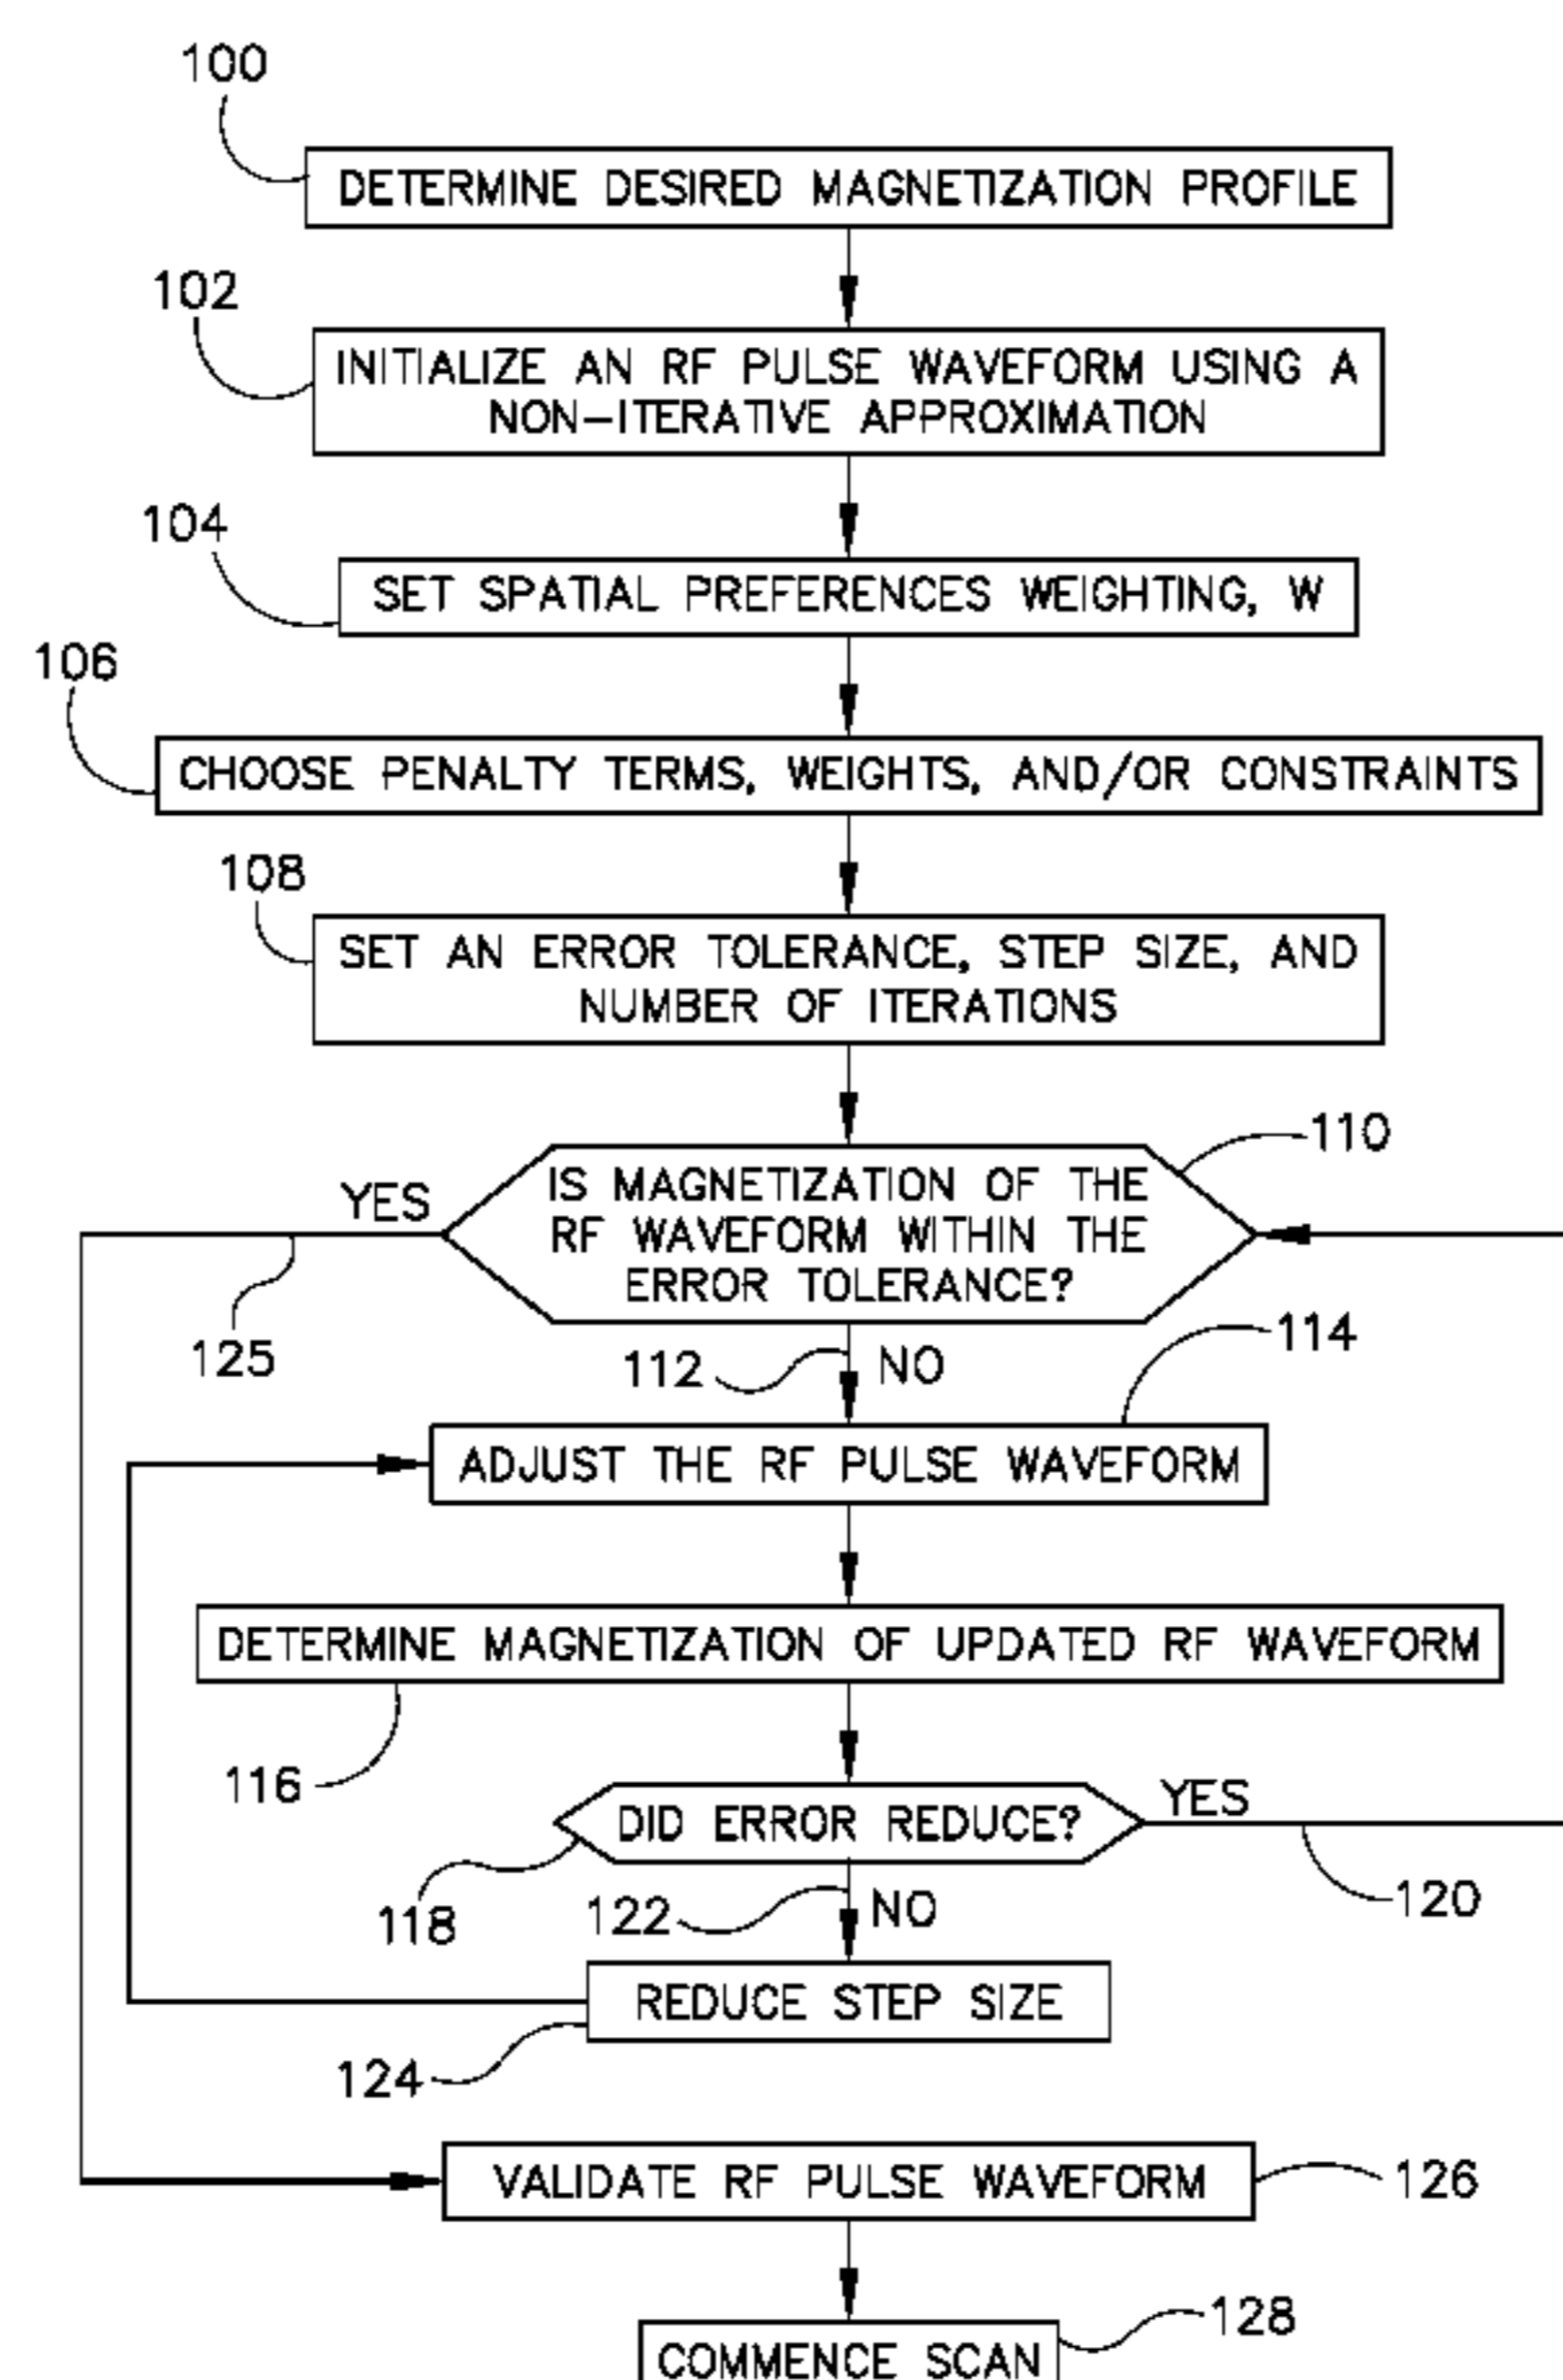 100
DETERMINE DESIRED MAGNETIZATION PROFILE
102
INITIALIZE AN RF PULSE WAVEFORM USING A
NON-ITERATIVE APPROXIMATION
104
SET SPATIAL PREFERENCES WEIGHTING, W
106
CHOOSE PENALTY TERMS, WEIGHTS, AND/OR CONSTRAINTS
108
SET AN ERROR TOLERANCE, STEP SIZE, AND
NUMBER OF ITERATIONS
110
YES
IS MAGNETIZATION OF THE
RF WAVEFORM WITHIN THE
ERROR TOLERANCE?
125
112
NO
114
ADJUST THE RF PULSE WAVEFORM
DETERMINE MAGNETIZATION OF UPDATED RF WAVEFORM
116
DID ERROR REDUCE?
YES
118
122
NO
120
REDUCE STEP SIZE
124
VALIDATE RF PULSE WAVEFORM
126
128
COMMENCE SCAN